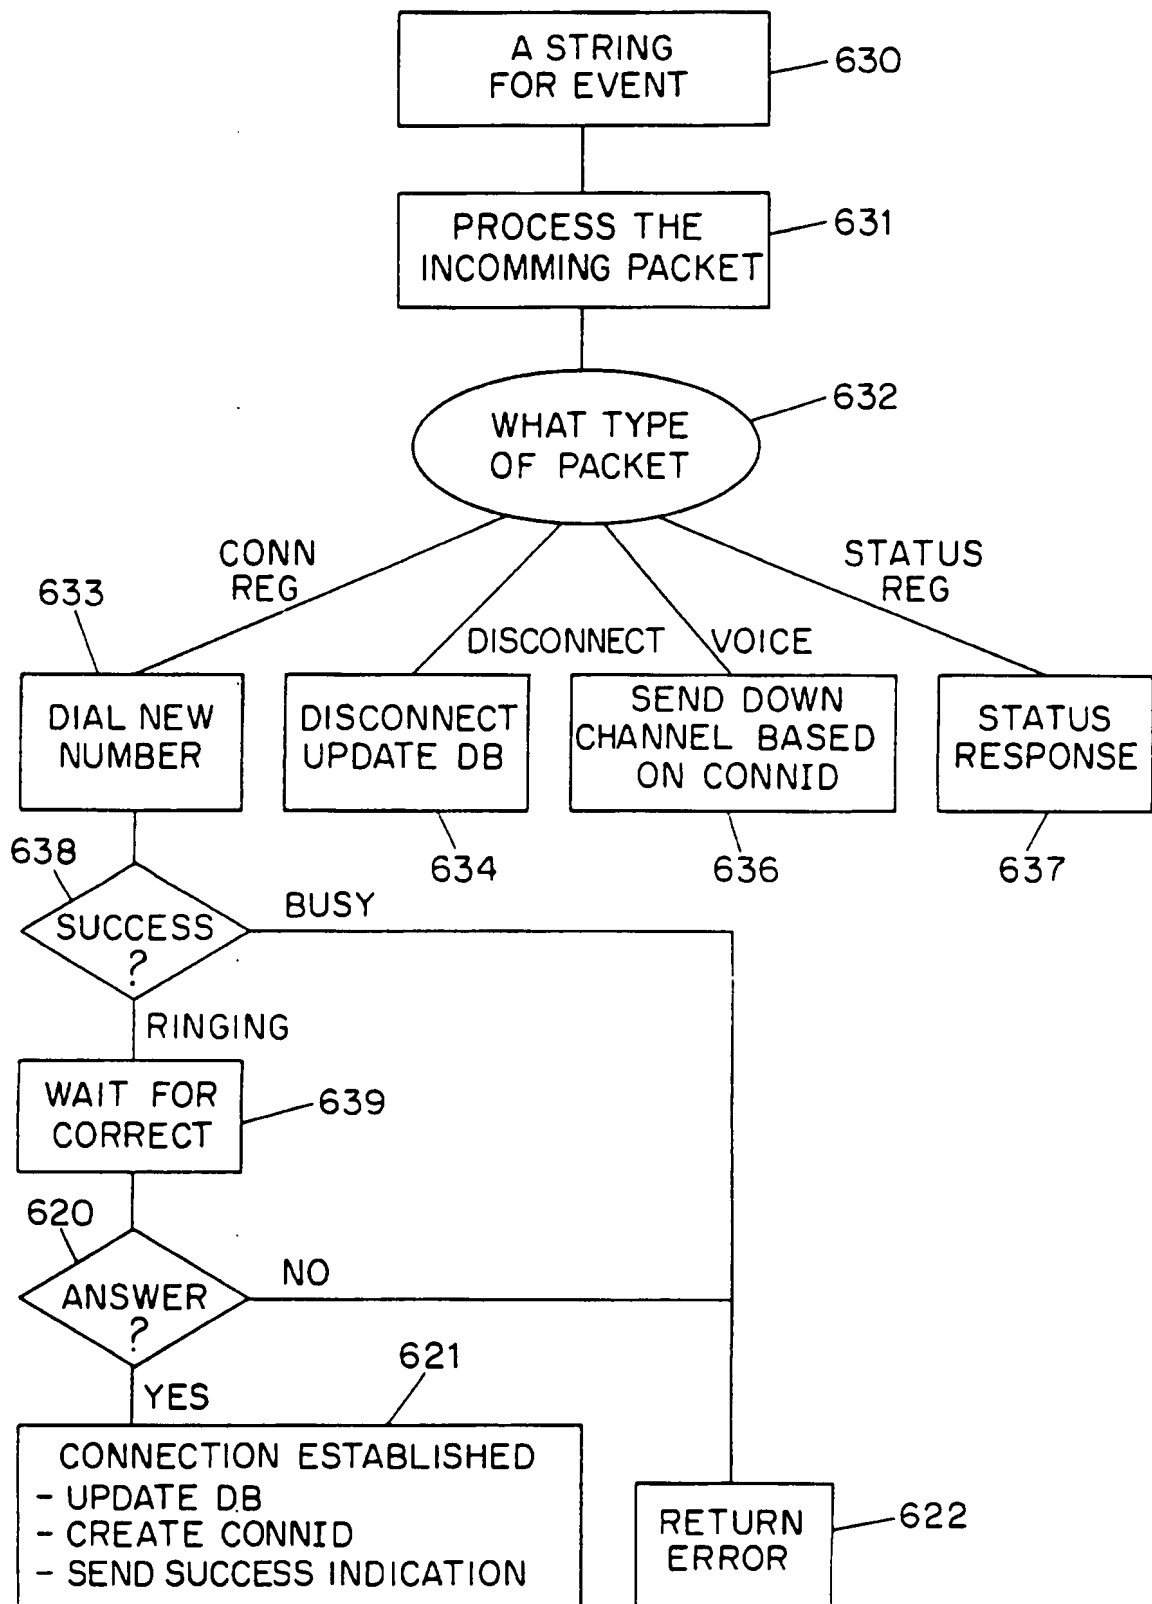 A STRING
FOR EVENT
630
PROCESS THE
INCOMMING PACKET
631
WHAT TYPE
OF PACKET
632
CONN
REG
STATUS
REG
DISCONNECT
VOICE
633
DIAL NEW
NUMBER
DISCONNECT
UPDATE DB
SEND DOWN
CHANNEL BASED
ON CONNID
STATUS
RESPONSE
634
636
637
638
SUCCESS
?
BUSY
RINGING
WAIT FOR
CORRECT
639
620
ANSWER
?
NO
YES
621
CONNECTION ESTABLISHED
- UPDATE DB
- CREATE CONNID
- SEND SUCCESS INDICATION
RETURN
ERROR
622